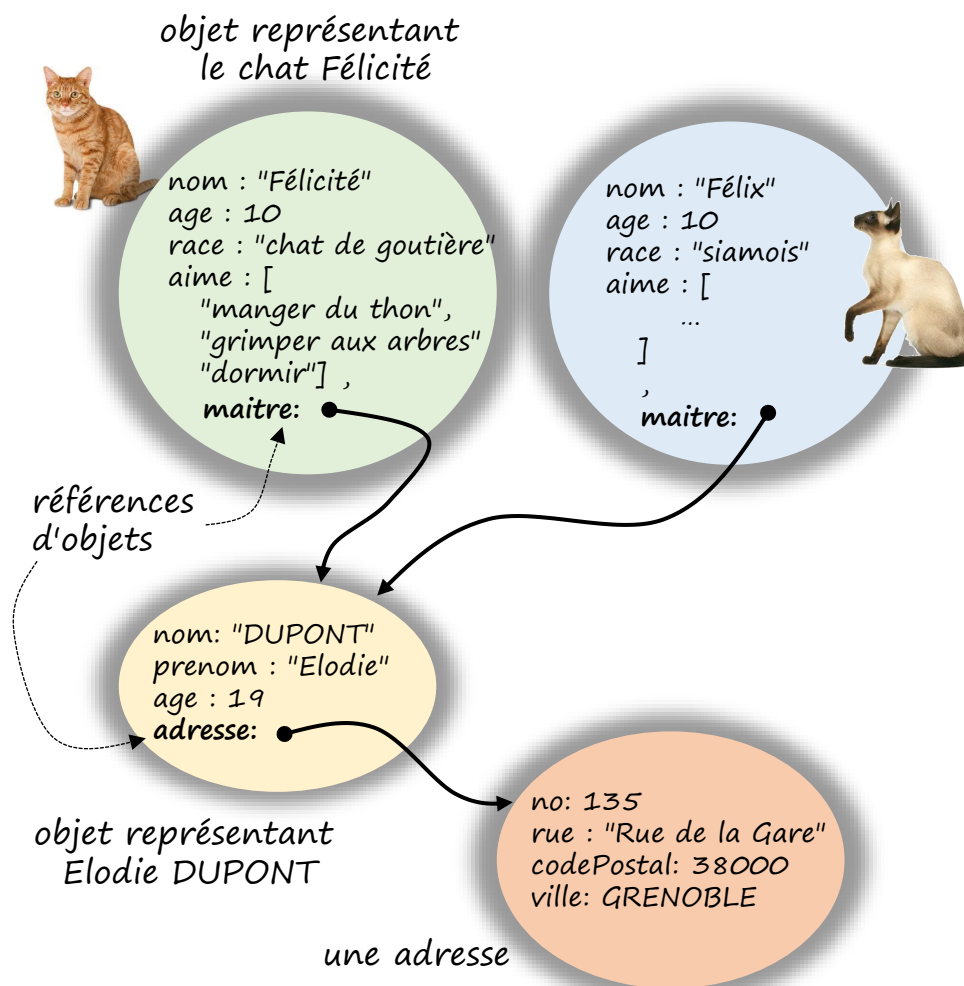 objet représentant
le chat Félicité
nom : "Félicité"
age : 10
race : "chat de goutière"
aime : [
"manger du thon",
"grimper aux arbres"
"dormir"] ,
maitre:
nom : "Félix"
age : 10
race : "siamois"
aime : [
...
]
,
maitre:
références
d'objets
nom: "DUPONT"
prenom : "Elodie"
age : 19
adresse:
objet représentant
Elodie DUPONT
no: 135
rue : "Rue de la Gare"
codePostal: 38000
ville: GRENOBLE
une adresse